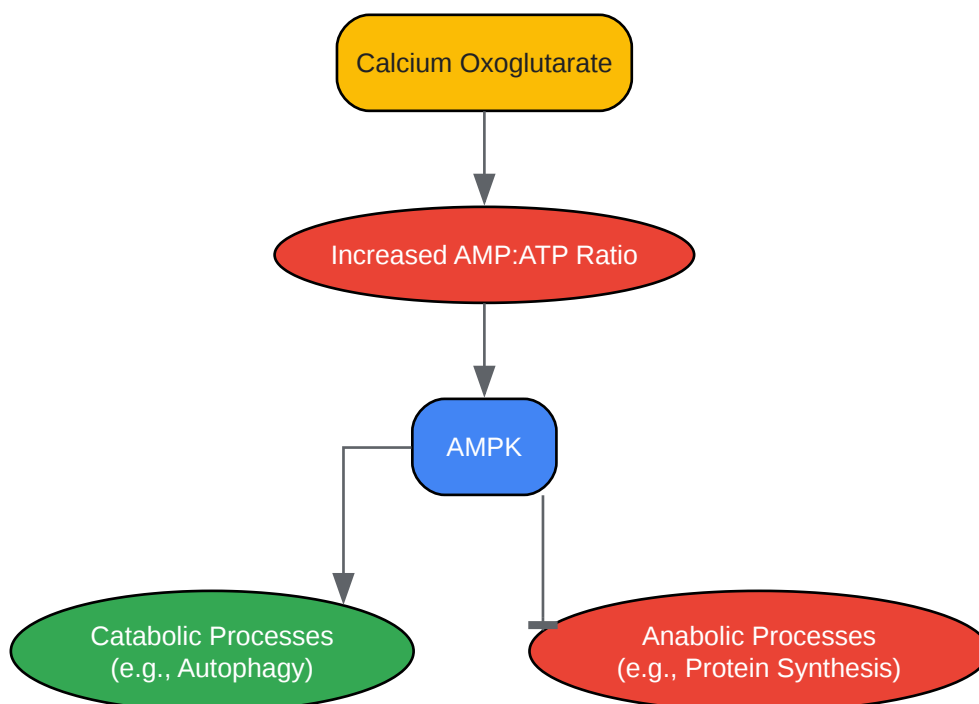 Calcium Oxoglutarate
Increased AMP:ATP Ratio
AMPK
Catabolic Processes
(e.g., Autophagy)
Anabolic Processes
(e.g., Protein Synthesis)